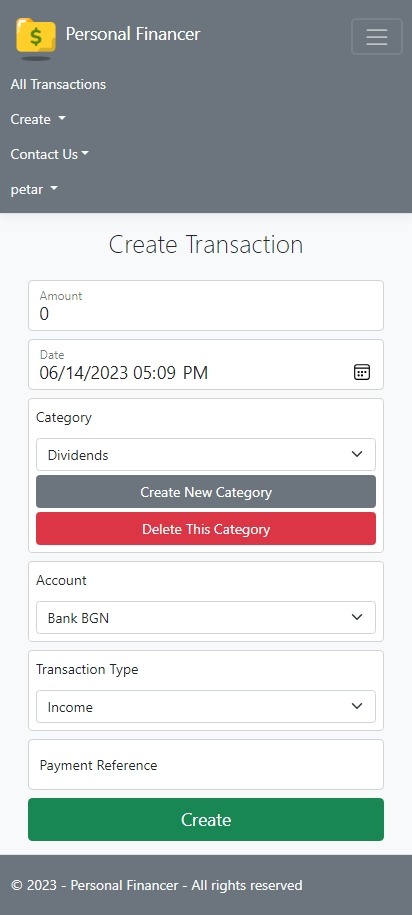 Personal Financer
All Transactions
Create
Contact Us
petar
Create Transaction
Amount
0
Date
06/14/2023 05:09 PM
Category
Dividends
Create New Category
Delete This Category
Account
Bank BGN
Transaction Type
Income
Payment Reference
Create
© 2023 - Personal Financer - All rights reserved